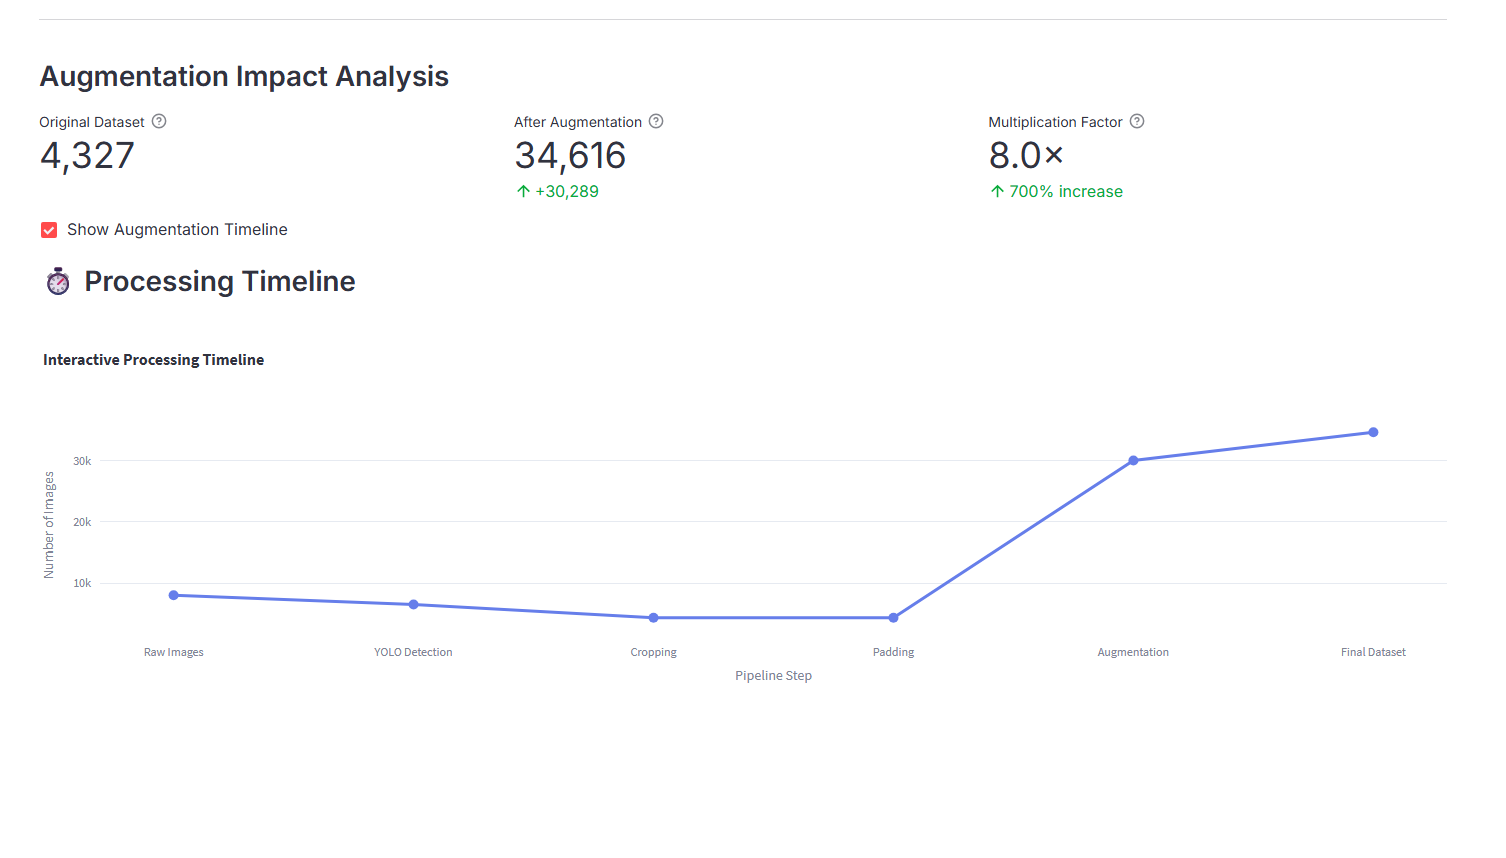 Augmentation Impact Analysis
Original Dataset
After Augmentation
Multiplication Factor
4,327
34,616
8.0×
↑ +30,289
↑ 700% increase
Show Augmentation Timeline
Processing Timeline
Interactive Processing Timeline
Number of Images
30k
20k
10k
Raw Images
YOLO Detection
Cropping
Padding
Augmentation
Final Dataset
Pipeline Step